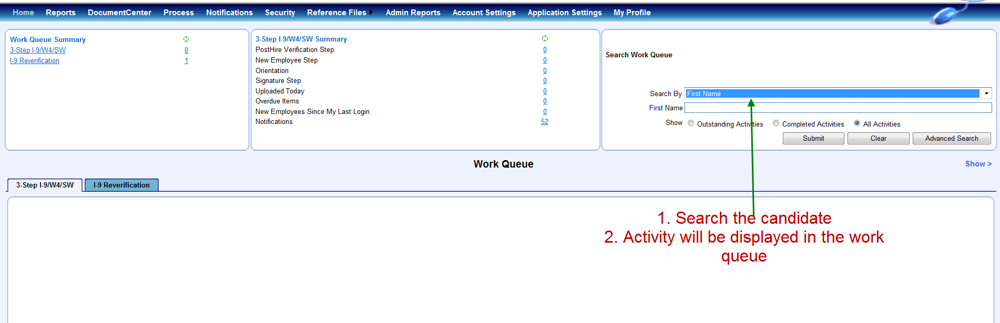 Home Reports DocumentCenter Process Notifications Security Reference Files Admin Reports Account Settings Application Settings My Profile
Work Queue Summary
3-Step I-9/W4/SW 0
I-9 Reverification 1
3-Step I-9/W4/SW Summary
PostHire Verification Step 0
New Employee Step 0
Orientation 0
Signature Step 0
Uploaded Today 0
Overdue Items 0
New Employees Since My Last Login 0
Notifications 52
Search Work Queue
Search By First Name
First Name
Show Outstanding Activities Completed Activities All Activities
Submit Clear Advanced Search
Work Queue
Show >
3-Step I-9/W4/SW I-9 Reverification
1. Search the candidate
2. Activity will be displayed in the work
queue